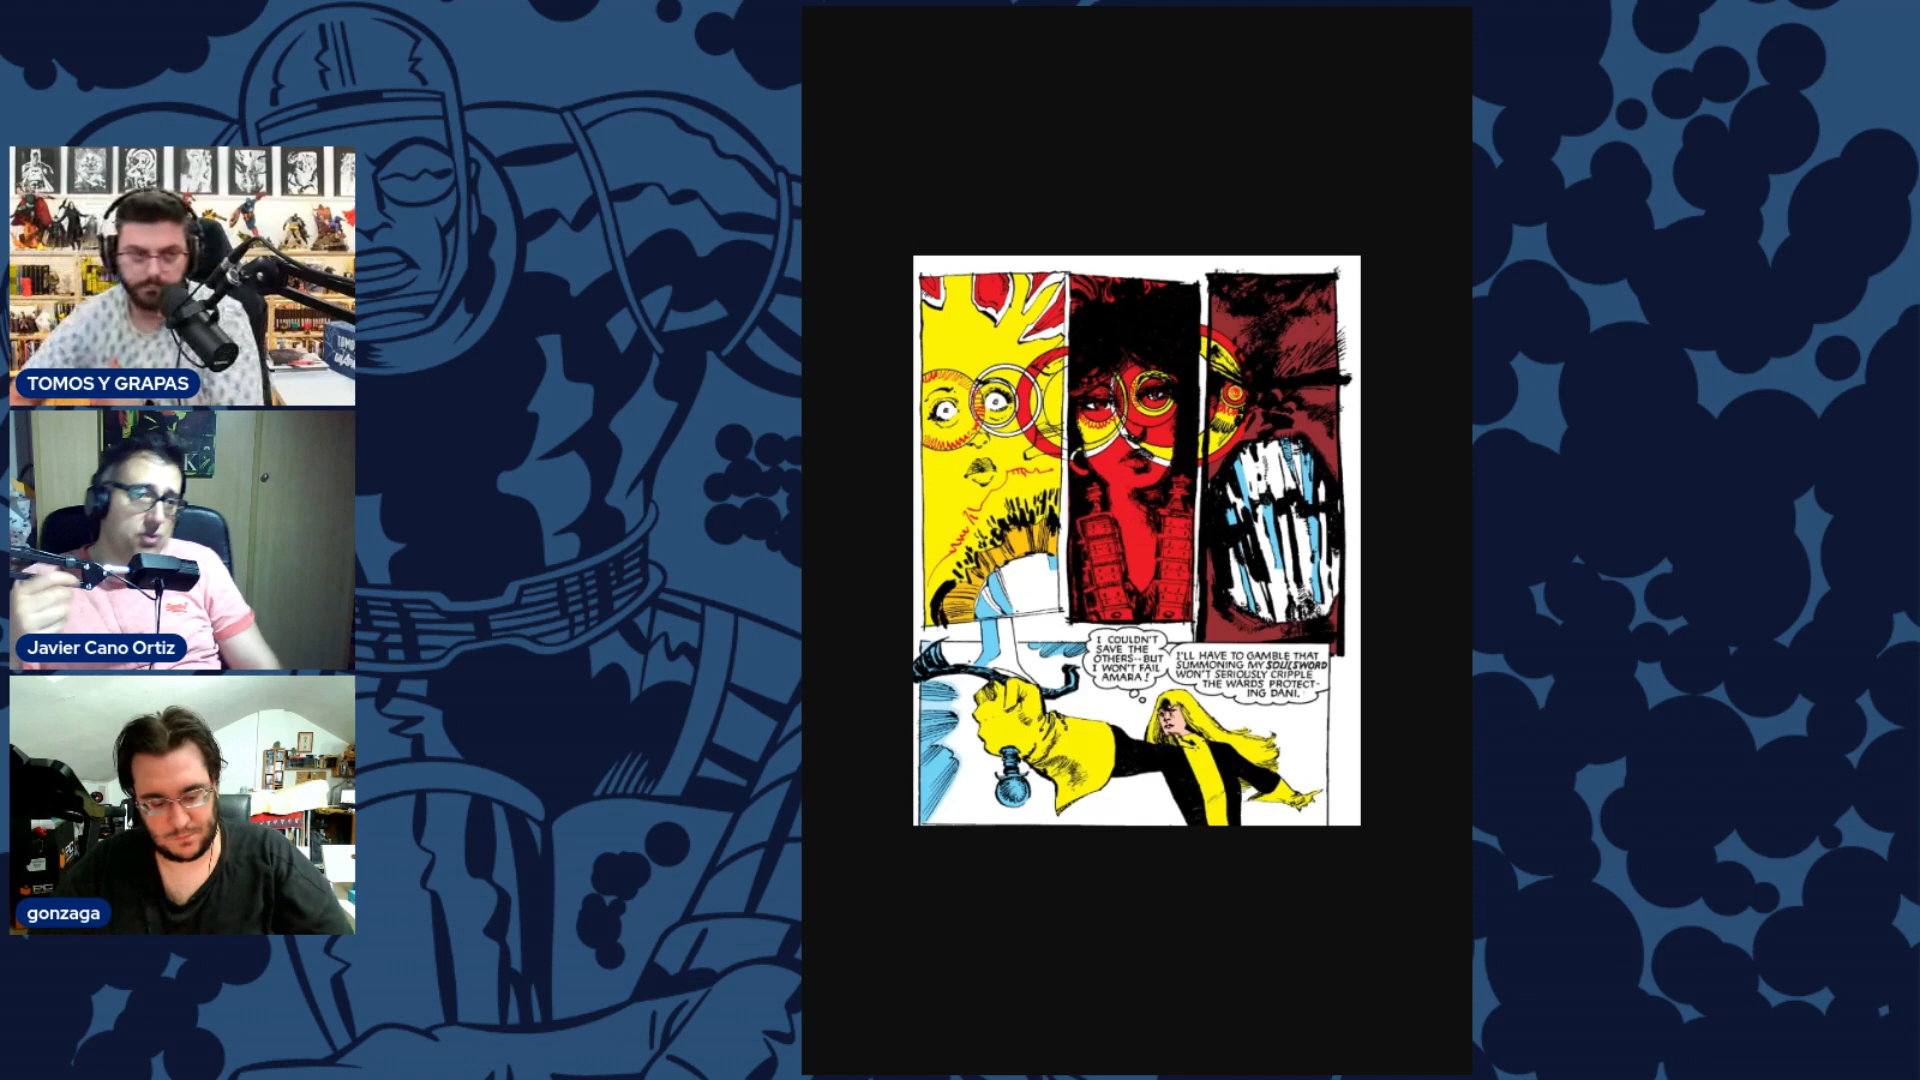 TOMOS Y GRAPAS
K
Javier Cano Ortiz
gonzaga
I COULDN'T
SAVE THE
OTHERS--BUT
I WON'T FAIL
AMARA!
I'LL HAVE TO GAMBLE THAT
SUMMONING MY SOULSWORD
WON'T SERIOUSLY CRIPPLE
THE WARDS PROTECT-
ING DANI.